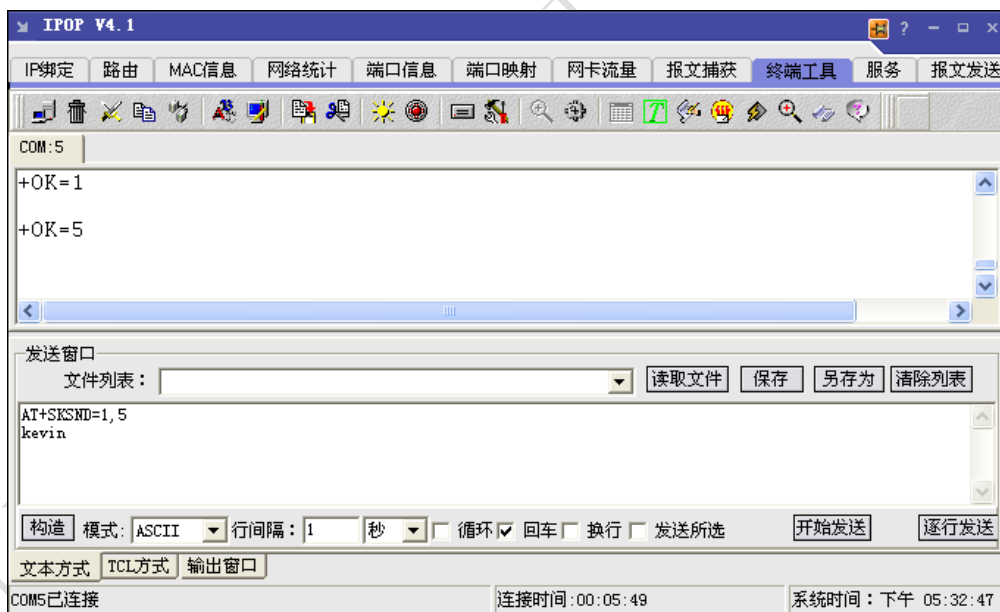 IPOP V4.1
IP绑定 路由 MAC信息 网络统计 端口信息 端口映射 网卡流量 报文捕获 终端工具 服务 报文发送
COM:5
+OK=1
+OK=5
发送窗口
文件列表： 读取文件 保存 另存为 清除列表
AT+SKSND=1,5
kevin
构造 模式: ASCII 行间隔：1 秒 循环 回车 换行 发送所选 开始发送 逐行发送
文本方式 TCL方式 输出窗口
COM5已连接 连接时间:00:05:49 系统时间：下午 05:32:47